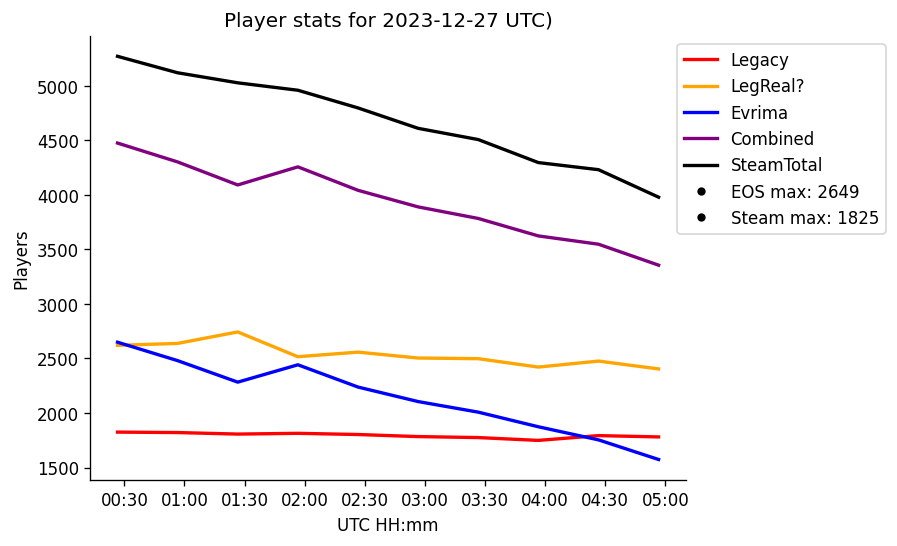 Player stats for 2023-12-27 UTC)
Players
5000
4500
4000
3500
3000
2500
2000
1500
00:30 01:00 01:30 02:00 02:30 03:00 03:30 04:00 04:30 05:00
UTC HH:mm
Legacy
LegReal?
Evrima
Combined
SteamTotal
EOS max: 2649
Steam max: 1825